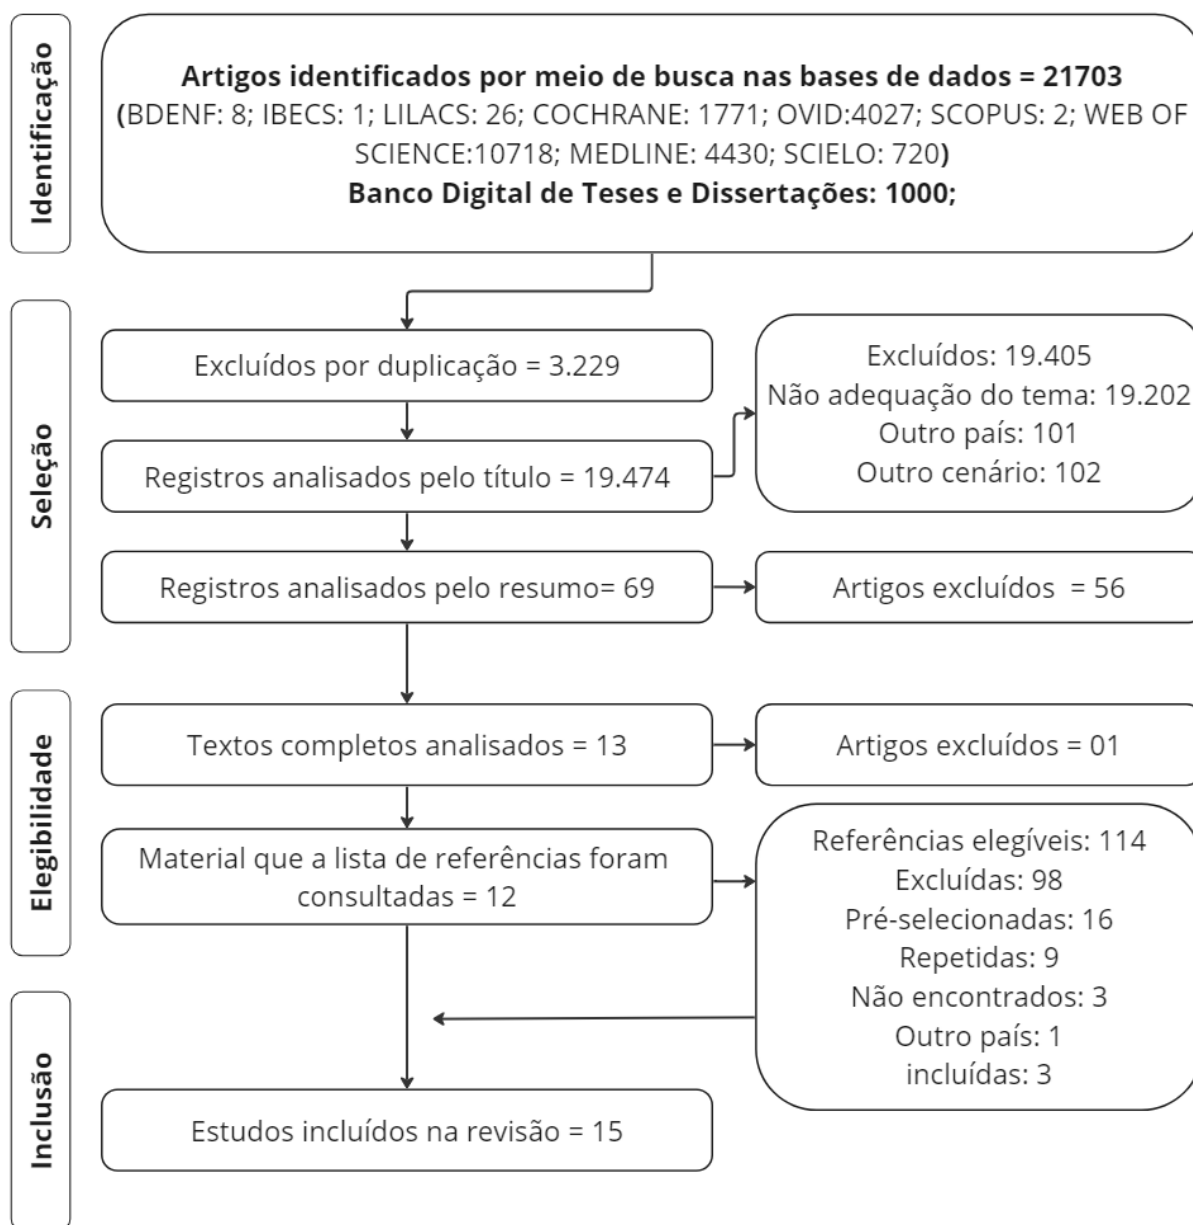 Identificação
Artigos identificados por meio de busca nas bases de dados = 21703
(BDENF: 8; IBECS: 1; LILACS: 26; COCHRANE: 1771; OVID:4027; SCOPUS: 2; WEB OF
SCIENCE:10718; MEDLINE: 4430; SCIELO: 720)
Banco Digital de Teses e Dissertações: 1000;
Seleção
Excluídos por duplicação = 3.229
Registros analisados pelo título = 19.474
Excluídos: 19.405
Não adequação do tema: 19.202
Outro país: 101
Outro cenário: 102
Registros analisados pelo resumo= 69
Artigos excluídos = 56
Elegibilidade
Textos completos analisados = 13
Artigos excluídos = 01
Material que a lista de referências foram
consultadas = 12
Referências elegíveis: 114
Excluídas: 98
Pré-selecionadas: 16
Repetidas: 9
Não encontrados: 3
Outro país: 1
incluídas: 3
Inclusão
Estudos incluídos na revisão = 15